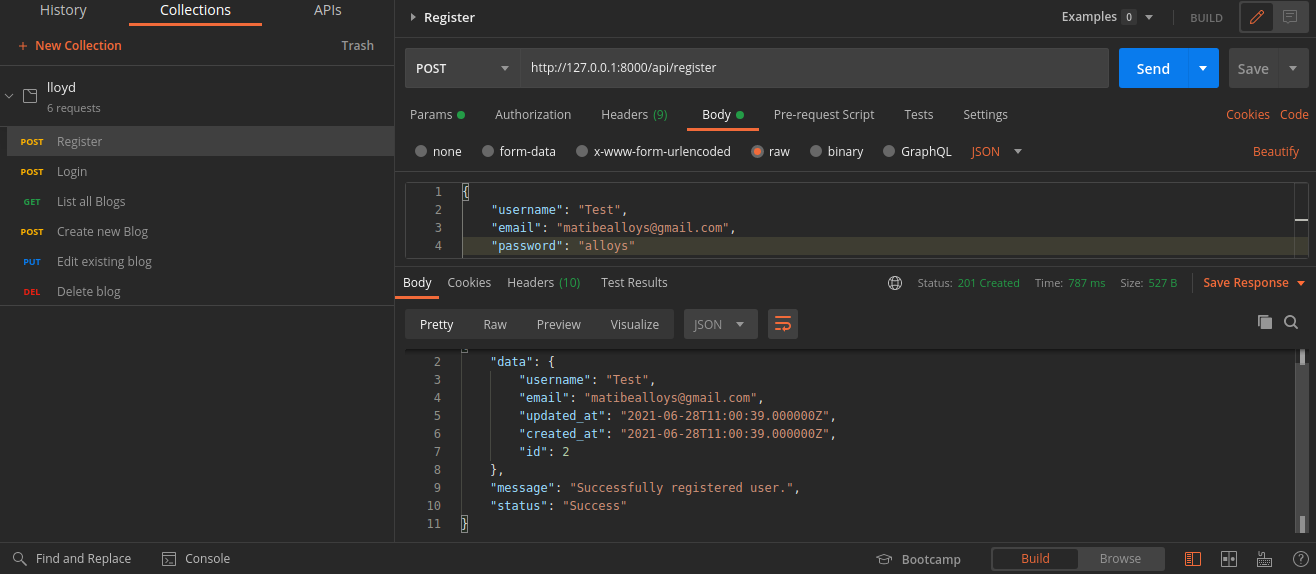 History Collections APIs
+ New Collection Trash
lloyd
6 requests
POST Register
POST Login
GET List all Blogs
POST Create new Blog
PUT Edit existing blog
DEL Delete blog
Register Examples 0 BUILD
POST http://127.0.0.1:8000/api/register Send Save
Params Authorization Headers (9) Body Pre-request Script Tests Settings Cookies Code
none form-data x-www-form-urlencoded raw binary GraphQL JSON Beautify
1 {
2 "username": "Test",
3 "email": "matibealloys@gmail.com",
4 "password": "alloys"
Body Cookies Headers (10) Test Results Status: 201 Created Time: 787 ms Size: 527 B Save Response
Pretty Raw Preview Visualize JSON
2 "data": {
3 "username": "Test",
4 "email": "matibealloys@gmail.com",
5 "updated_at": "2021-06-28T11:00:39.000000Z",
6 "created_at": "2021-06-28T11:00:39.000000Z",
7 "id": 2
8 },
9 "message": "Successfully registered user.",
10 "status": "Success"
11 }
Find and Replace Console Bootcamp Build Browse